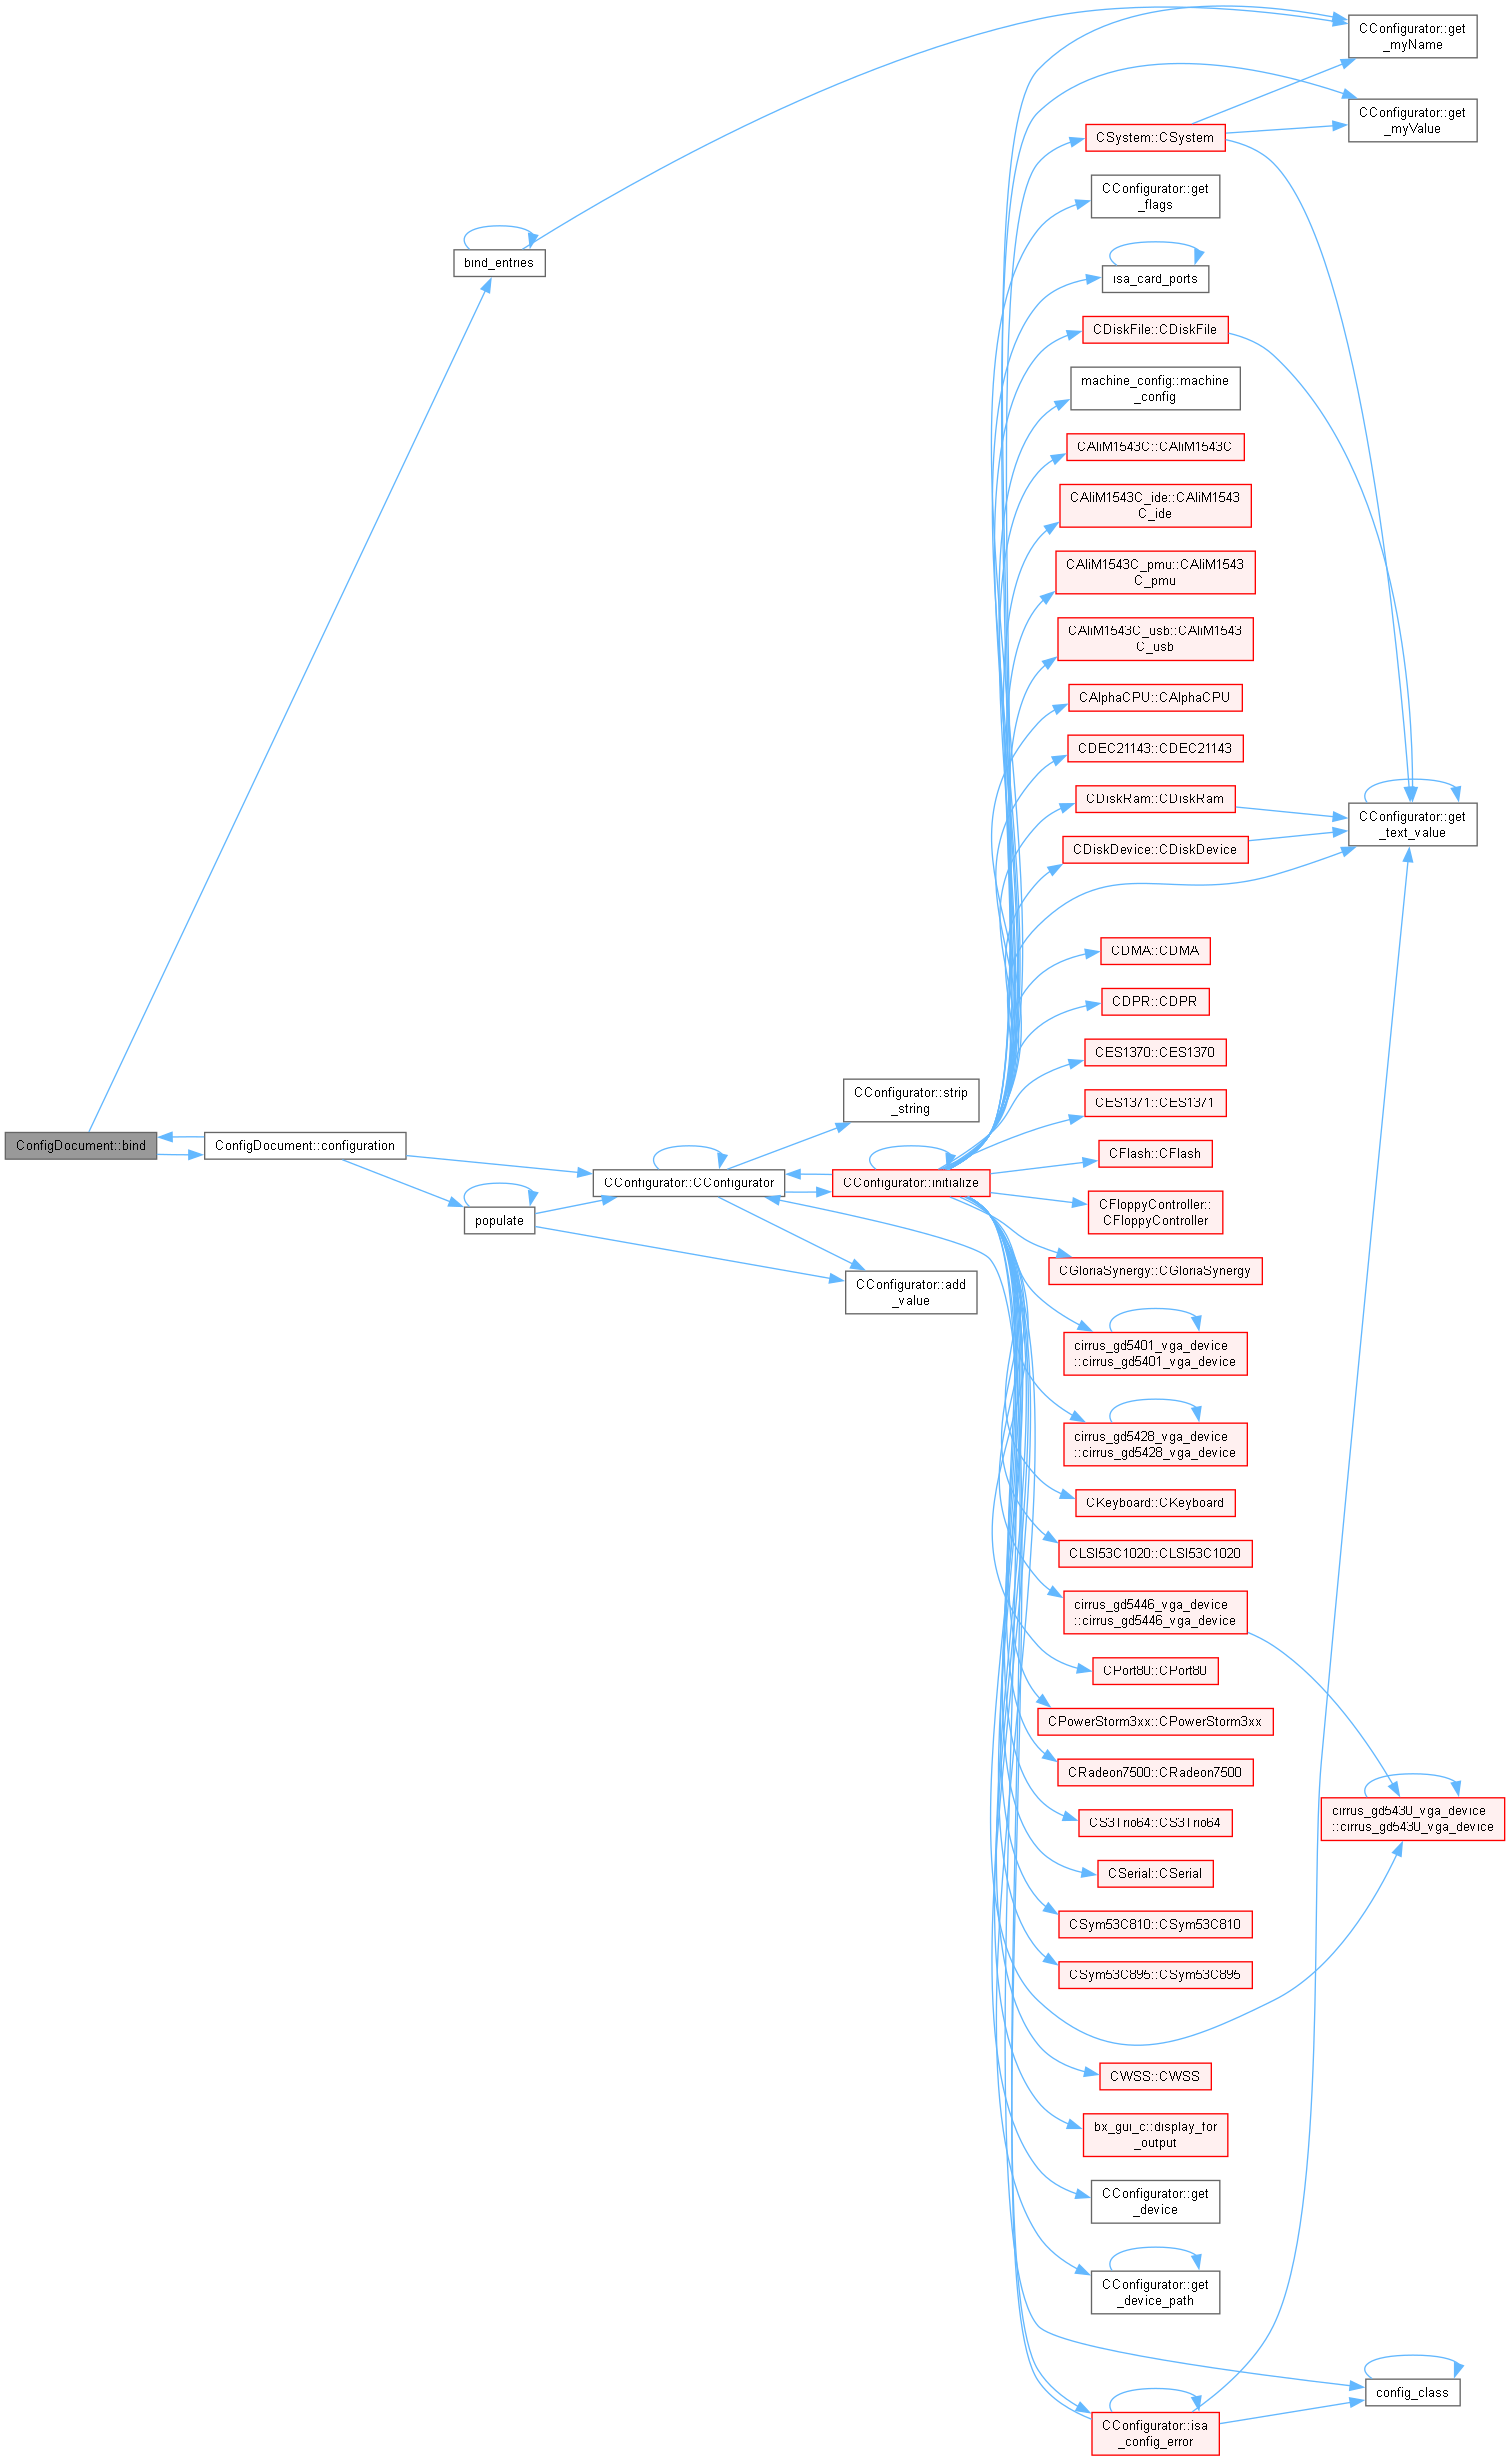 CConfigurator::get
_myName
CConfigurator::get
_myValue
CSystem::CSystem
CConfigurator::get
_flags
bind_entries
isa_card_ports
CDiskFile::CDiskFile
machine_config::machine
_config
CAliM1543C::CAliM1543C
CAliM1543C_ide::CAliM1543
C_ide
CAliM1543C_pmu::CAliM1543
C_pmu
CAliM1543C_usb::CAliM1543
C_usb
CAlphaCPU::CAlphaCPU
CDEC21143::CDEC21143
CDiskRam::CDiskRam
CConfigurator::get
_text_value
CDiskDevice::CDiskDevice
CDMA::CDMA
CDPR::CDPR
CES1370::CES1370
CConfigurator::strip
_string
CES1371::CES1371
ConfigDocument::bind
ConfigDocument::configuration
CFlash::CFlash
CConfigurator::CConfigurator
CConfigurator::initialize
CFloppyController::
CFloppyController
populate
CGloriaSynergy::CGloriaSynergy
CConfigurator::add
_value
cirrus_gd5401_vga_device
::cirrus_gd5401_vga_device
cirrus_gd5428_vga_device
::cirrus_gd5428_vga_device
CKeyboard::CKeyboard
CLSI53C1020::CLSI53C1020
cirrus_gd5446_vga_device
::cirrus_gd5446_vga_device
CPort80::CPort80
CPowerStorm3xx::CPowerStorm3xx
CRadeon7500::CRadeon7500
cirrus_gd5430_vga_device
::cirrus_gd5430_vga_device
CS3Trio64::CS3Trio64
CSerial::CSerial
CSym53C810::CSym53C810
CSym53C895::CSym53C895
CWSS::CWSS
bx_gui_c::display_for
_output
CConfigurator::get
_device
CConfigurator::get
_device_path
config_class
CConfigurator::isa
_config_error